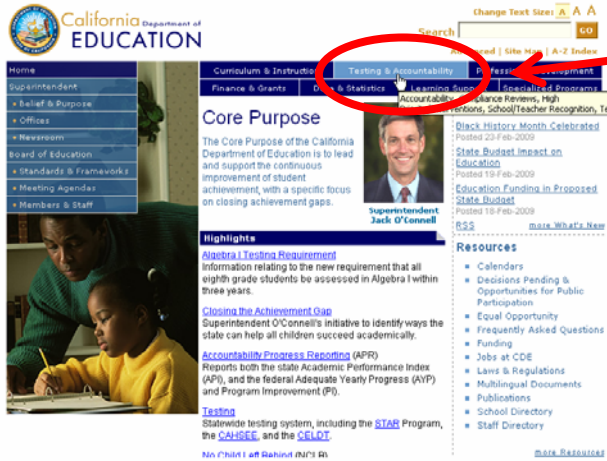 California Department of
EDUCATION
Change Text Size: A A A
Search GO
Advanced | Site Map | A-Z Index
Home
Superintendent
Belief & Purpose
Offices
Newsroom
Board of Education
Standards & Frameworks
Meeting Agendas
Members & Staff
Curriculum & Instruction Testing & Accountability Professional Development
Finance & Grants Data & Statistics Learning Support Specialized Programs
Accountability, Compliance Reviews, High
School/Teacher Recognition, Te
Core Purpose
The Core Purpose of the California
Department of Education is to lead
and support the continuous
improvement of student
achievement, with a specific focus
on closing achievement gaps.
Superintendent
Jack O'Connell
Highlights
Algebra I Testing Requirement
Information relating to the new requirement that all
eighth grade students be assessed in Algebra I within
three years.
Closing the Achievement Gap
Superintendent O'Connell's initiative to identify ways the
state can help all children succeed academically.
Accountability Progress Reporting (APR)
Reports both the state Academic Performance Index
(API), and the federal Adequate Yearly Progress (AYP)
and Program Improvement (PI).
Testing
Statewide testing system, including the STAR Program,
the CAHSEE, and the CELDT.
No Child Left Behind (NCLB)
Black History Month Celebrated
Posted 23-Feb-2009
State Budget Impact on
Education
Posted 19-Feb-2009
Education Funding in Proposed
State Budget
Posted 18-Feb-2009
RSS more What's New
Resources
Calendars
Decisions Pending &
Opportunities for Public
Participation
Equal Opportunity
Frequently Asked Questions
Funding
Jobs at CDE
Laws & Regulations
Multilingual Documents
Publications
School Directory
Staff Directory
more Resources